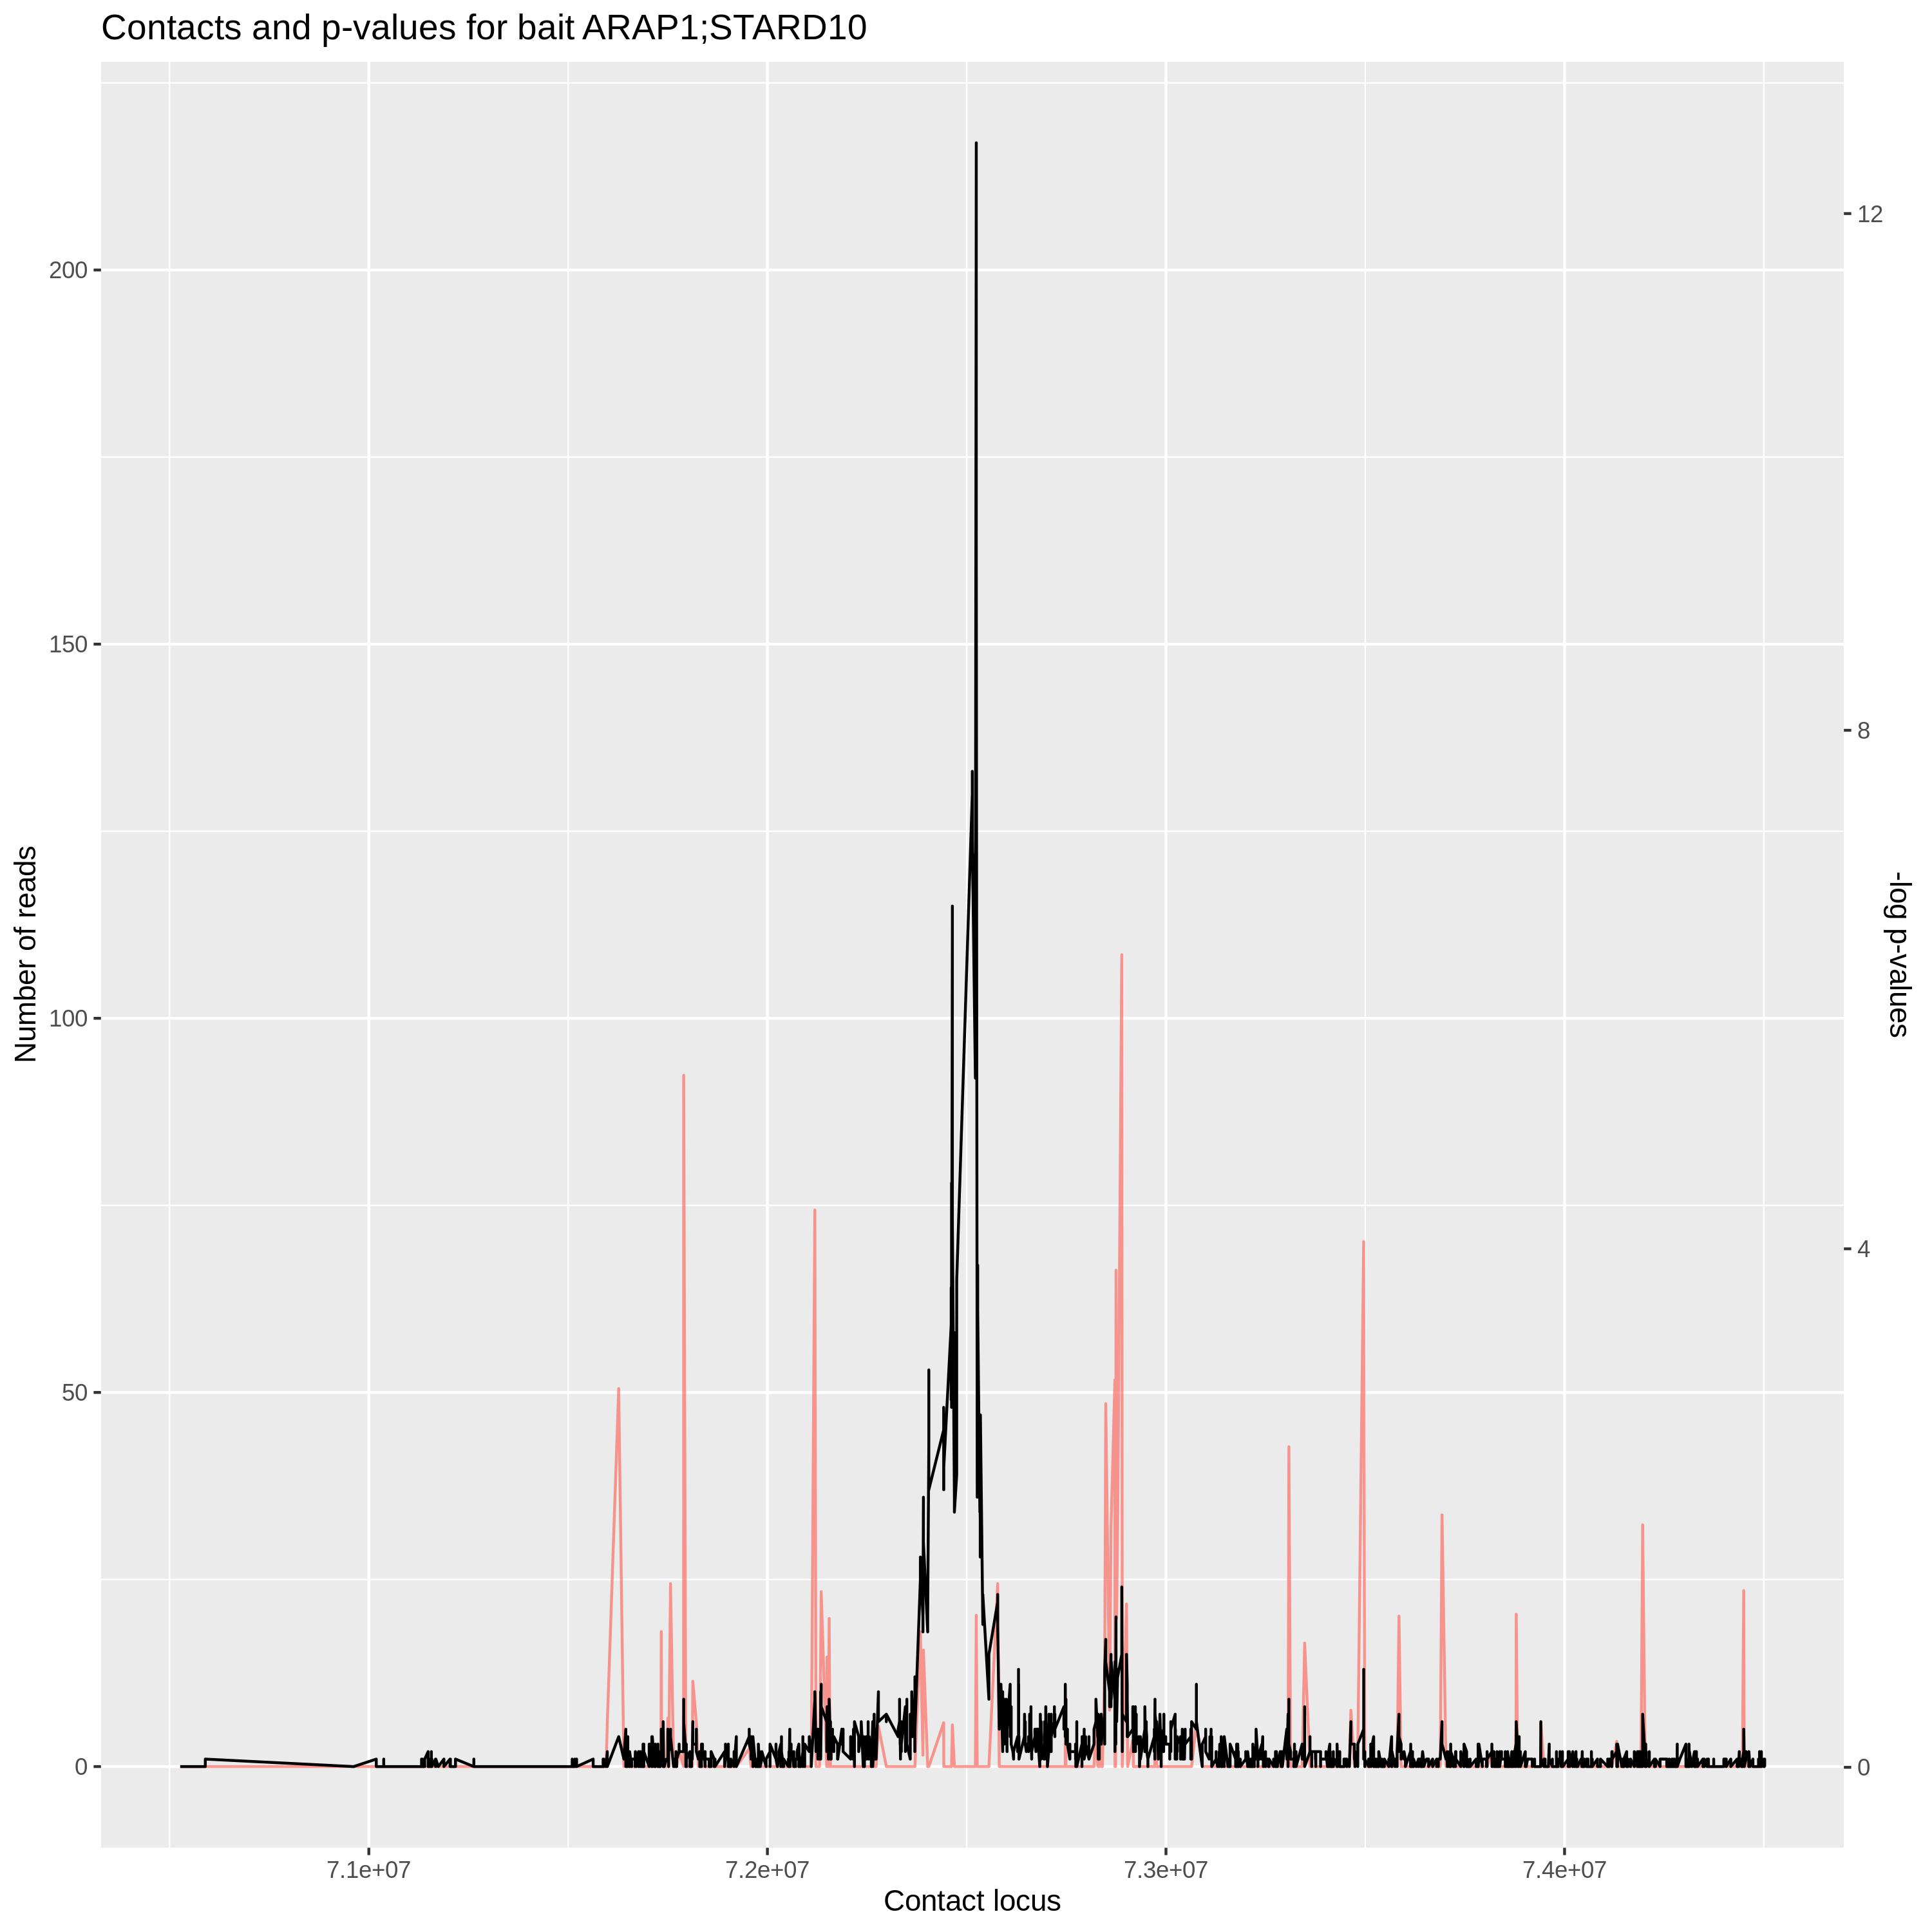 Contacts and p-values for bait ARAP1;STARD10
200
150
100
50
0
Number of reads
12
8
4
0
-log p-values
7.1e+07
7.2e+07
7.3e+07
7.4e+07
Contact locus